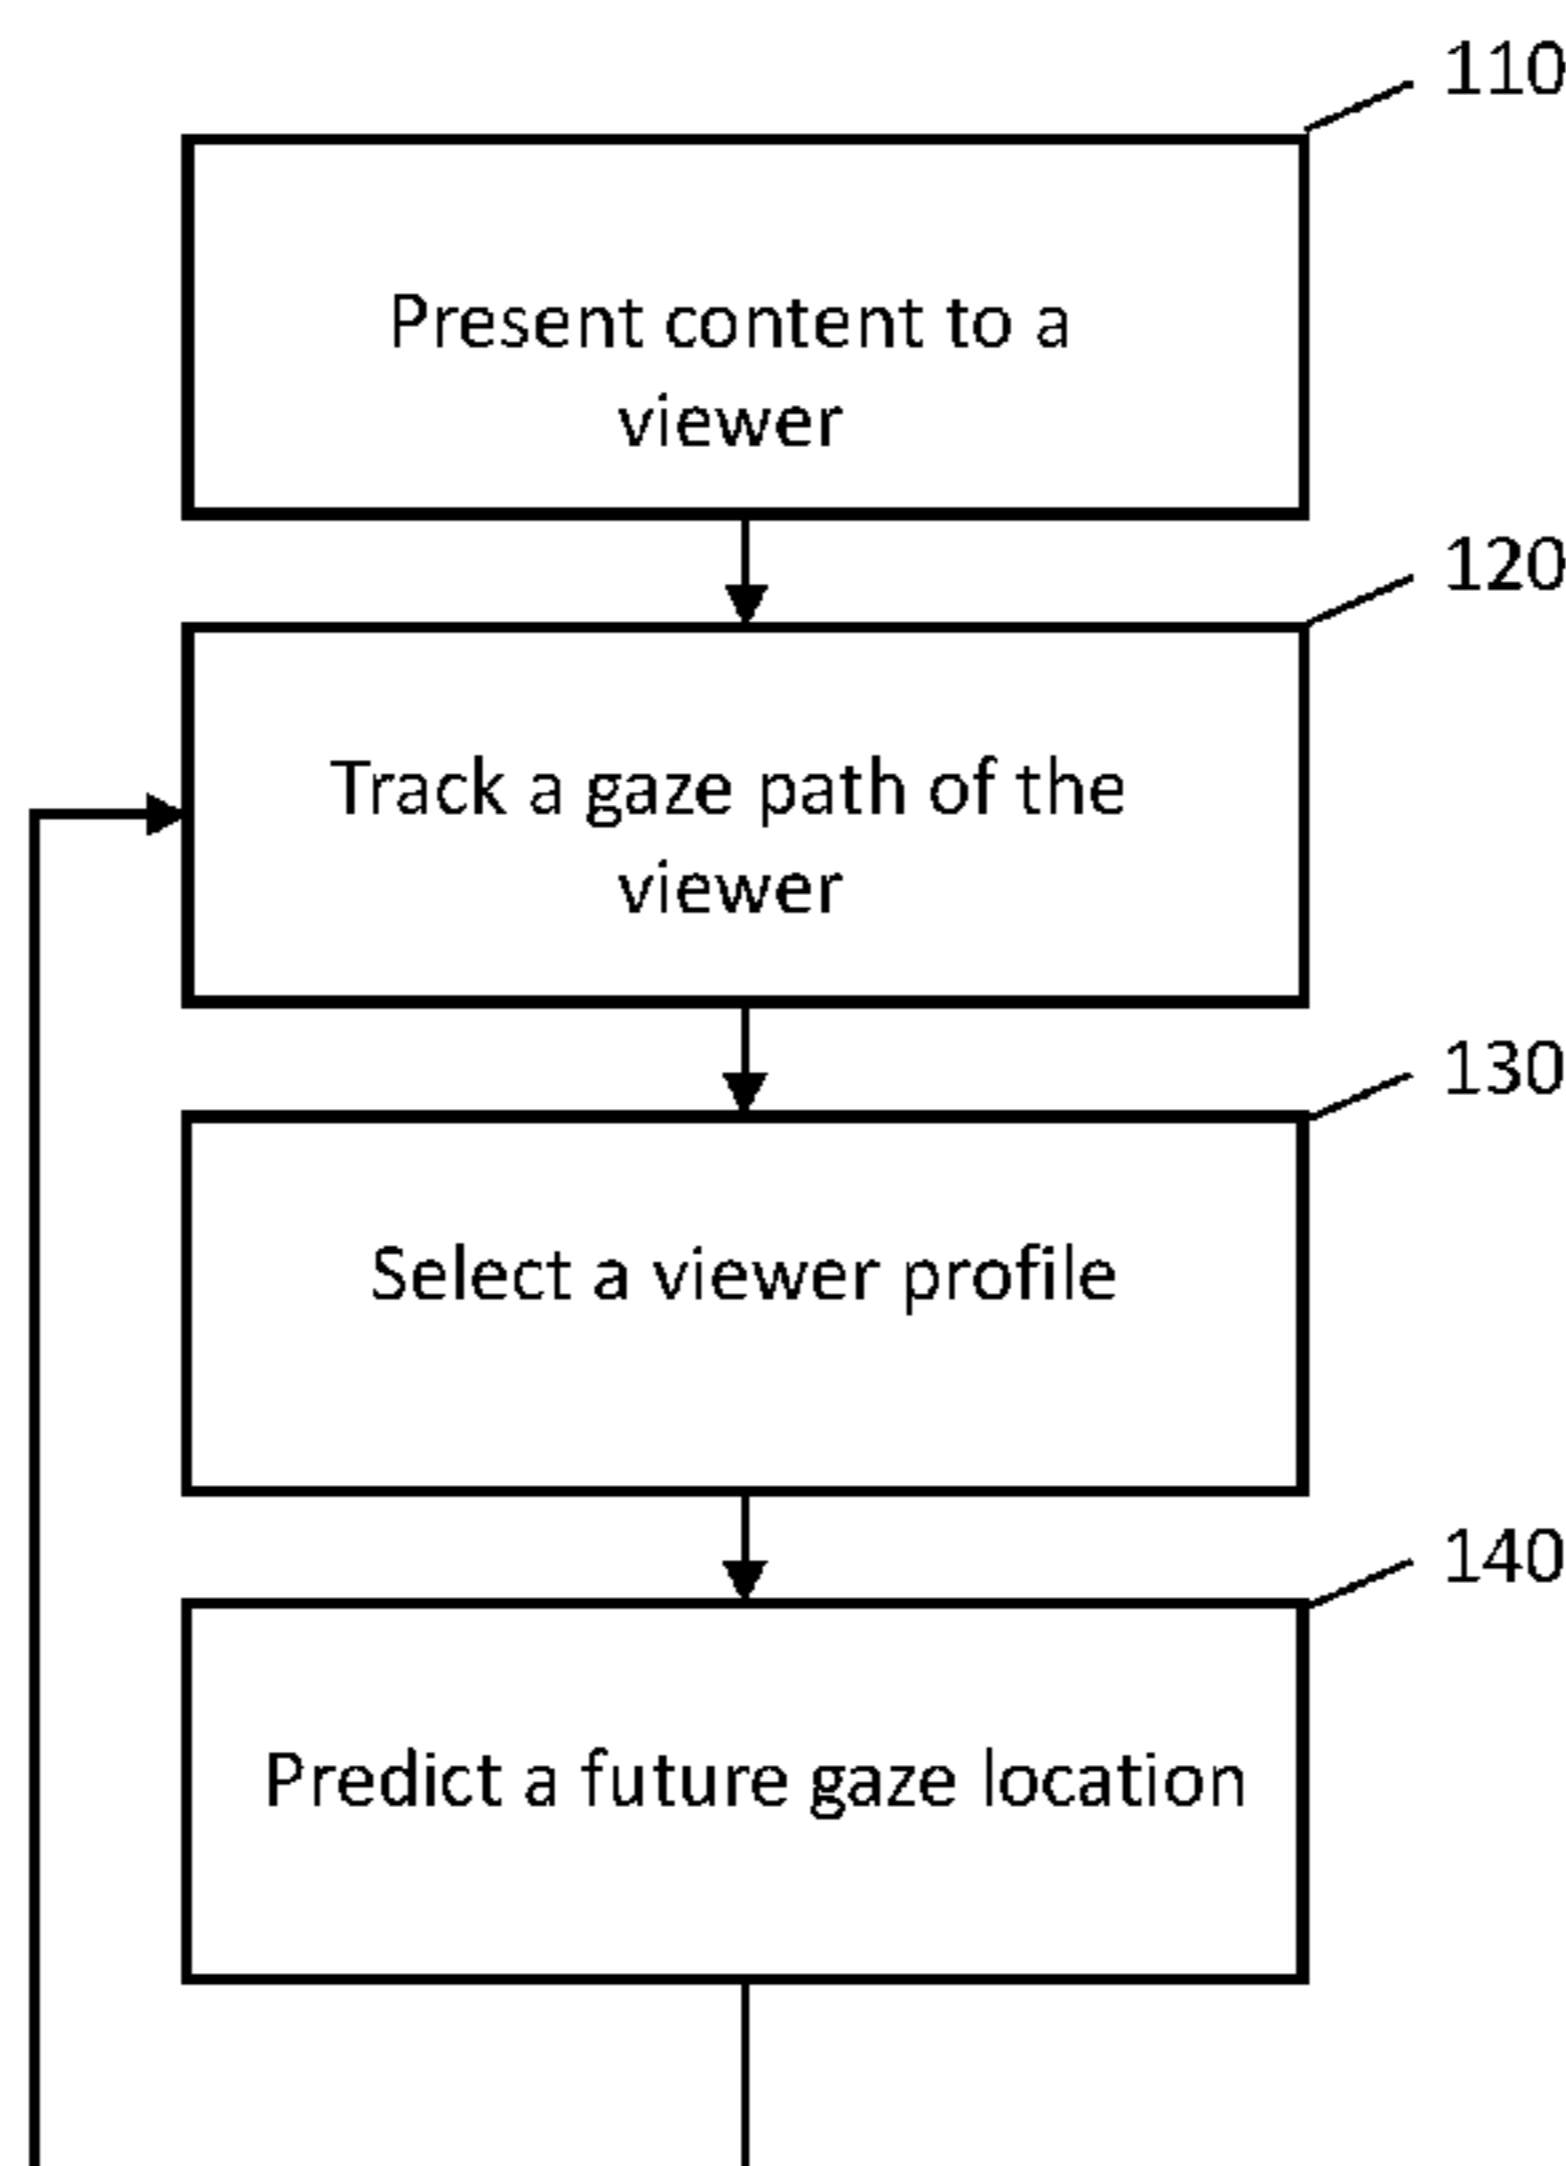 110
Present content to a
viewer
120
Track a gaze path of the
viewer
130
Select a viewer profile
140
Predict a future gaze location